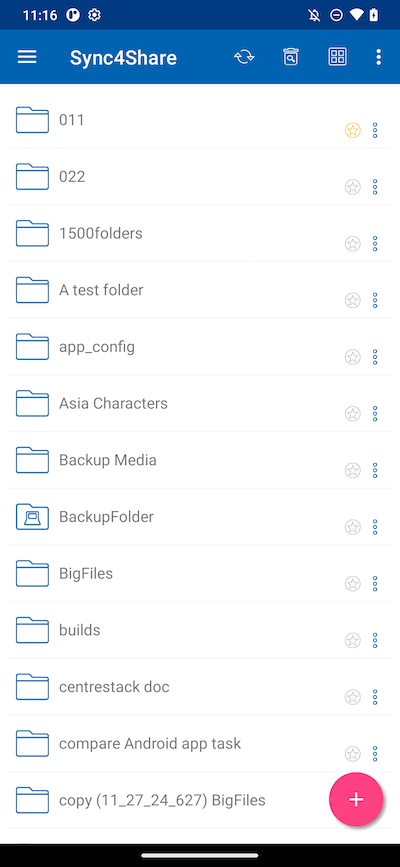 11:16
Sync4Share
011
022
1500folders
A test folder
app_config
Asia Characters
Backup Media
BackupFolder
BigFiles
builds
centrestack doc
compare Android app task
copy (11_27_24_627) BigFiles